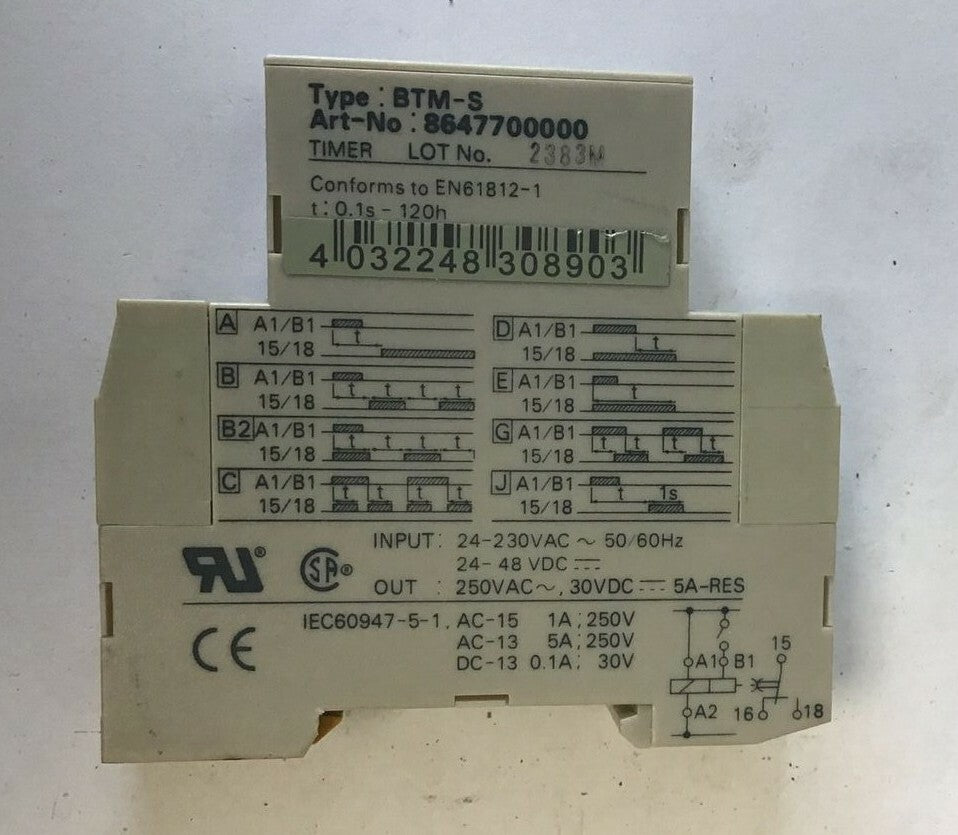 Type : BTM-S
Art-No : 8647700000
TIMER LOT No. 2383M
Conforms to EN61812-1
t : 0.1s - 120h
4 032248 308903
A A1/B1 t
15/18
B A1/B1 t t t t
15/18
B2 A1/B1 t t t t
15/18
C A1/B1 t t t t
15/18
D A1/B1 t
15/18
E A1/B1 t
15/18
G A1/B1 t t t t
15/18
J A1/B1 t 1s
15/18
INPUT : 24-230VAC ~ 50/60Hz
24- 48 VDC ⎓
OUT : 250VAC~, 30VDC ⎓ 5A-RES
RU ® SA ®
CE
IEC60947-5-1, AC-15 1A ; 250V
AC-13 5A ; 250V
DC-13 0.1A ; 30V
15
A1 B1
A2 16 18